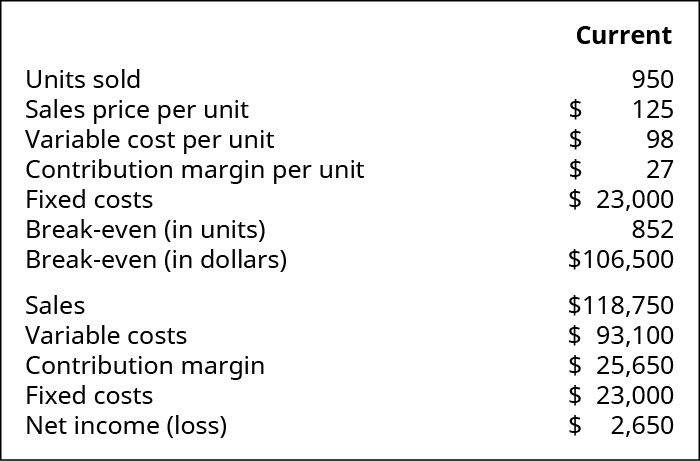 Current
Units sold 950
Sales price per unit $ 125
Variable cost per unit $ 98
Contribution margin per unit $ 27
Fixed costs $ 23,000
Break-even (in units) 852
Break-even (in dollars) $106,500
Sales $118,750
Variable costs $ 93,100
Contribution margin $ 25,650
Fixed costs $ 23,000
Net income (loss) $ 2,650